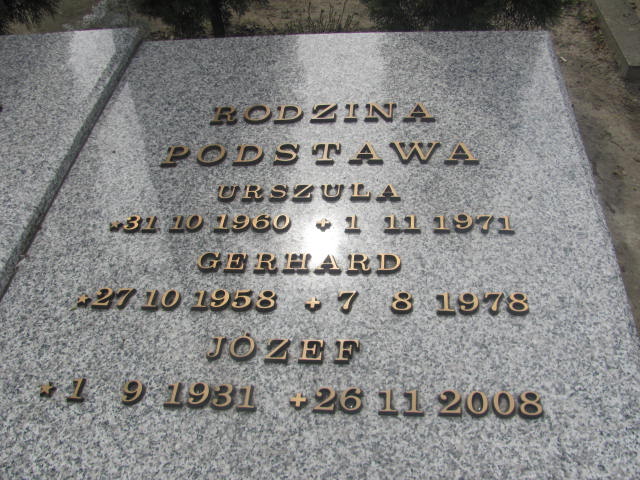 RODZINA
PODSTAWA
URSZULA
*31 10 1960 +1 11 1971
GERHARD
*27 10 1958 +7 8 1978
JÓZEF
*1 9 1931 +26 11 2008